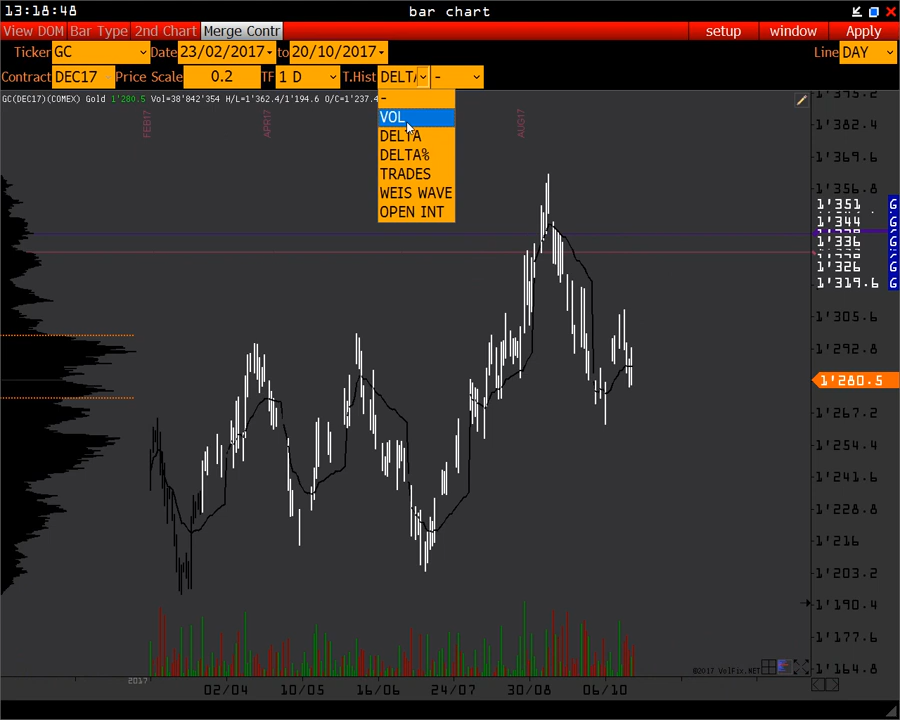 13:18:48 bar chart
View DOM Bar Type 2nd Chart Merge Contr setup window Apply
Ticker GC Date 23/02/2017 to 20/10/2017 Line DAY
Contract DEC17 Price Scale 0.2 TF 1 D T.Hist DELT -
GC(DEC17)(COMEX) Gold 1'280.5 Vol=38'842'354 H/L=1'362.4/1'194.6 O/C=1'237.4
-
VOL
DELTA
DELTA%
TRADES
WEIS WAVE
OPEN INT
FEB17
APR17
AUG17
1'375.2
1'382.4
1'369.6
1'356.8
1'351 G
1'344 G
1'336 G
1'326 G
1'319.6 G
1'305.6
1'292.8
1'280.5
1'267.2
1'254.4
1'241.6
1'228.8
1'216
1'203.2
1'190.4
1'177.6
1'164.8
©2017 VolFix.NET
2017
02/04 10/05 16/06 24/07 30/08 06/10